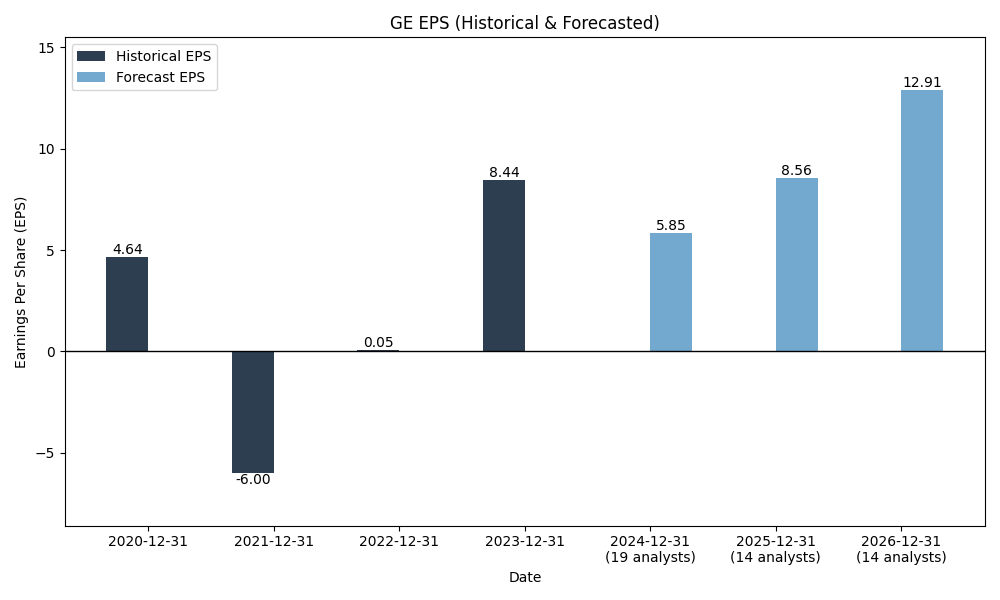 GE EPS (Historical & Forecasted)
Historical EPS
Forecast EPS
Earnings Per Share (EPS)
15
10
5
0
−5
4.64
-6.00
0.05
8.44
5.85
8.56
12.91
2020-12-31
2021-12-31
2022-12-31
2023-12-31
2024-12-31
(19 analysts)
2025-12-31
(14 analysts)
2026-12-31
(14 analysts)
Date